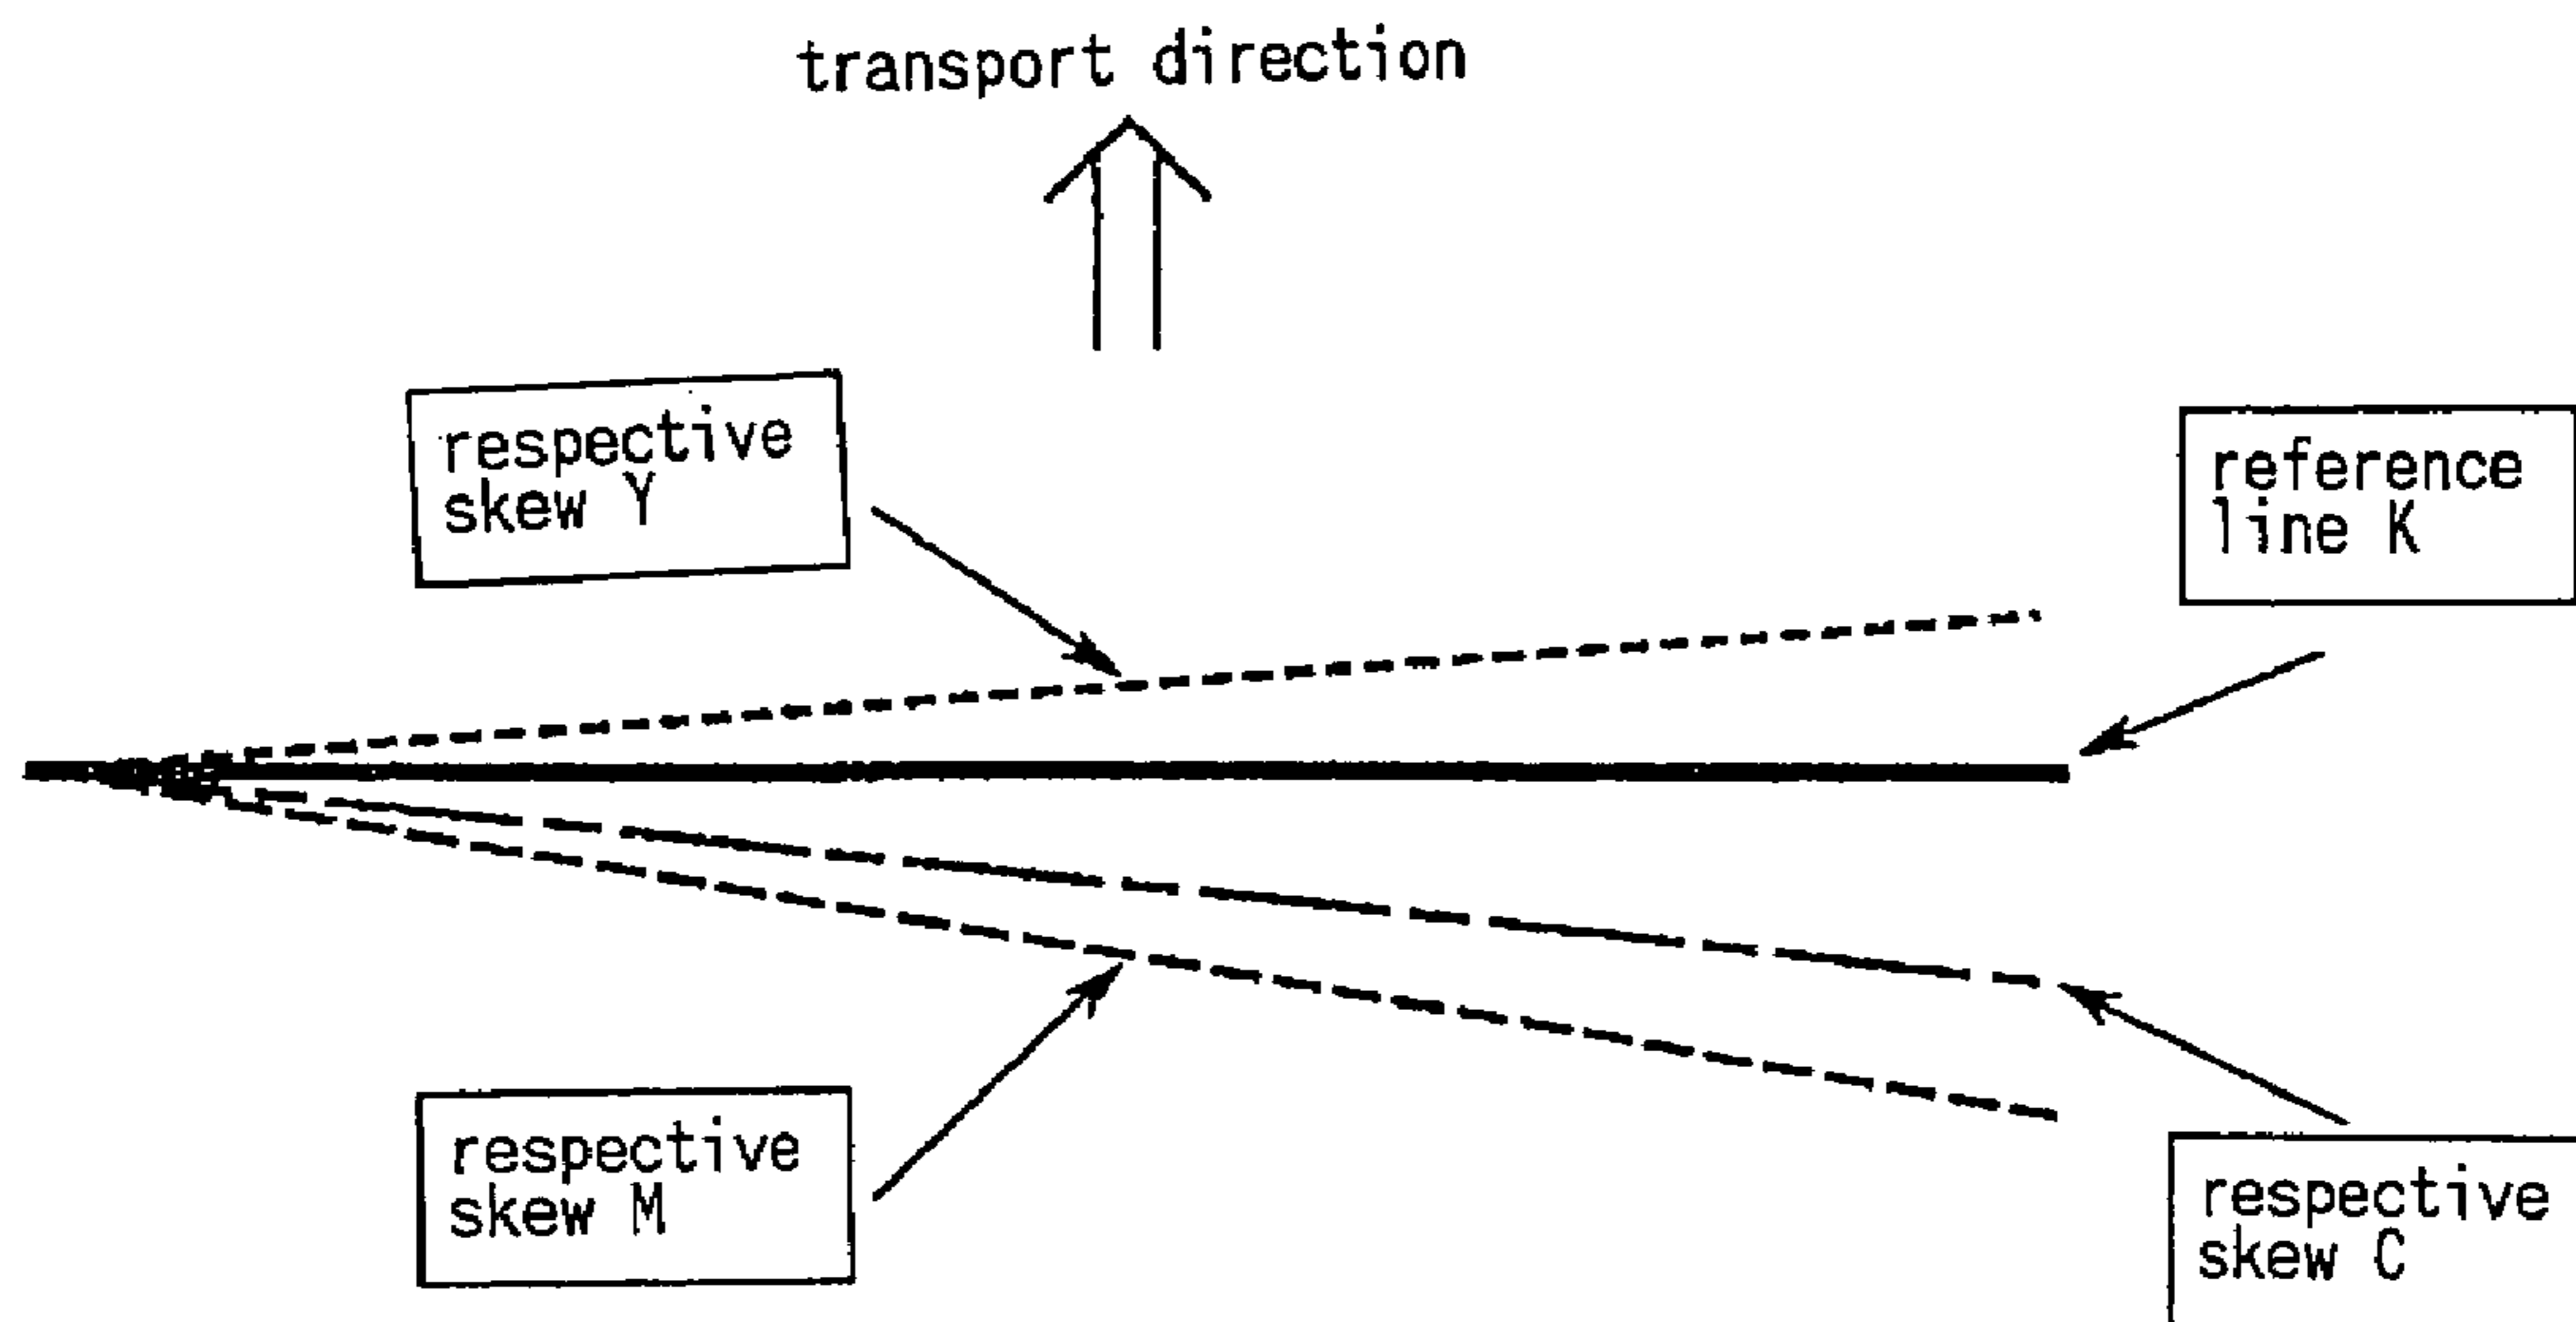 transport direction
respective
skew Y
reference
line K
respective
skew M
respective
skew C